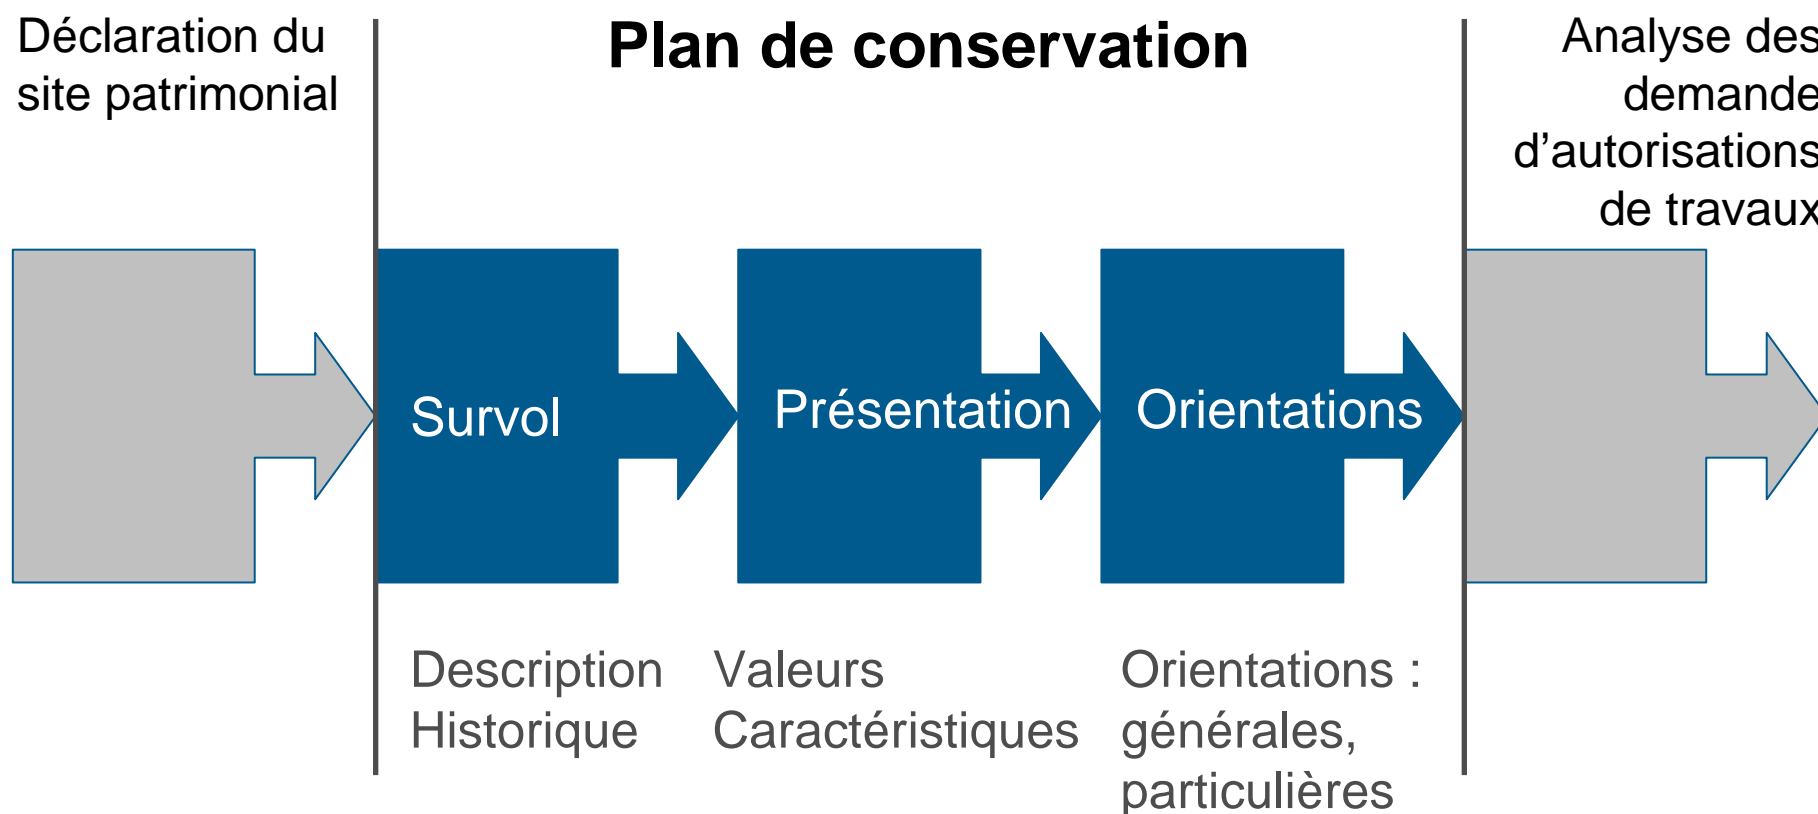 Déclaration du
site patrimonial
Plan de conservation
Analyse des
demande
d’autorisations
de travaux
Survol
Présentation
Orientations
Description
Historique
Valeurs
Caractéristiques
Orientations :
générales,
particulières